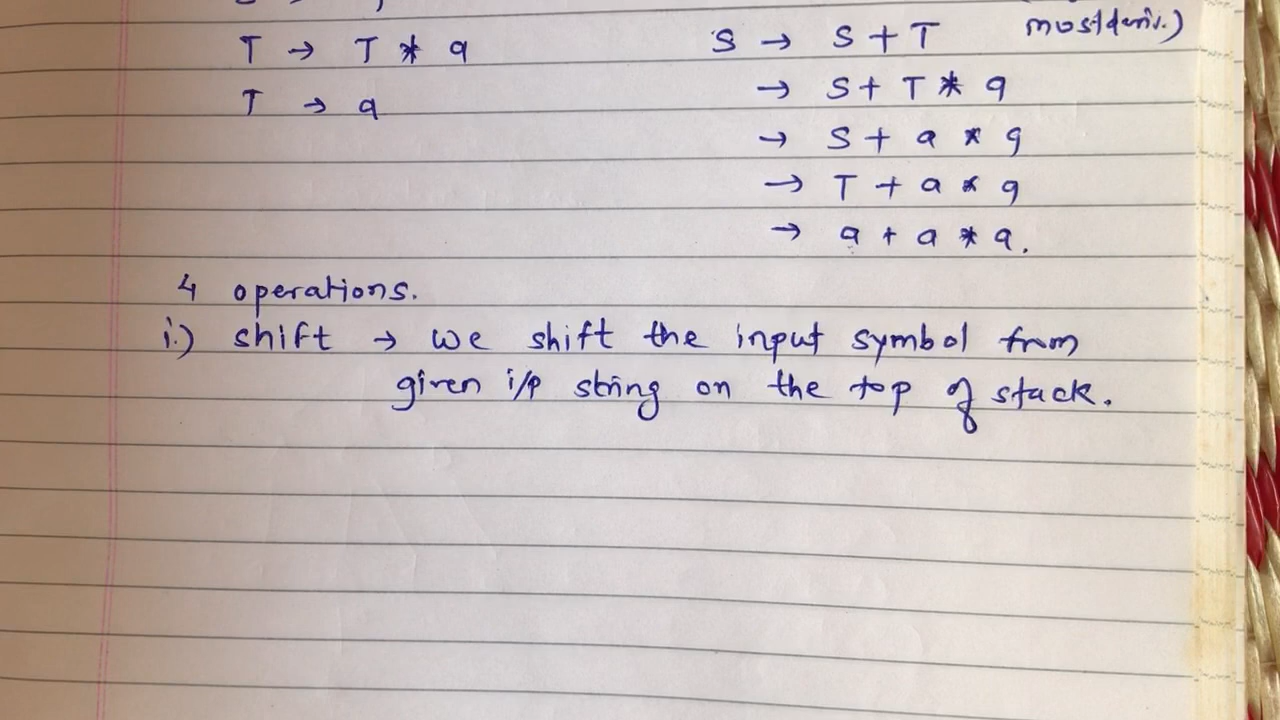 T → T * a
S → S + T mostderiv.)
T → a
→ S + T * a
→ S + a * a
→ T + a * a
→ a + a * a.
4 operations.
i.) shift → we shift the input symbol from
given i/p string on the top of stack.